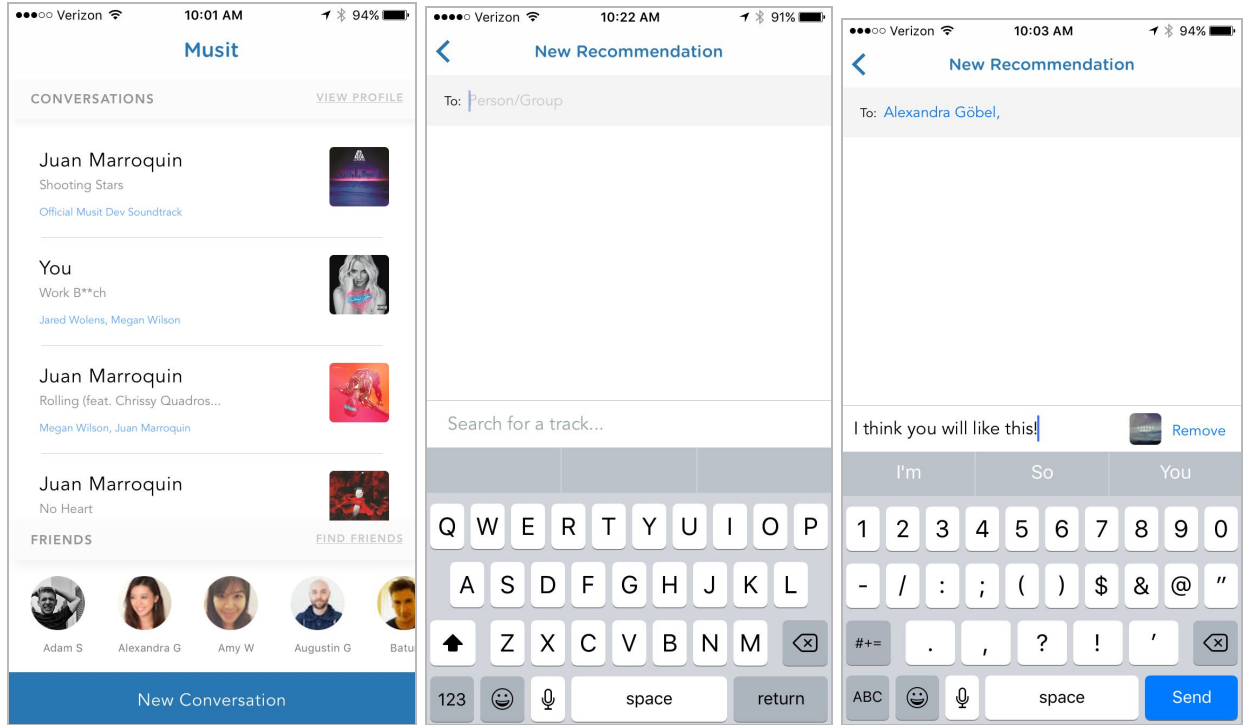 ●●●○○ Verizon 10:01 AM 94%
Musit
CONVERSATIONS VIEW PROFILE
Juan Marroquin
Shooting Stars
Official Musit Dev Soundtrack
You
Work B**ch
Jared Wolens, Megan Wilson
Juan Marroquin
Rolling (feat. Chrissy Quadros...
Megan Wilson, Juan Marroquin
Juan Marroquin
No Heart
FRIENDS FIND FRIENDS
Adam S Alexandra G Amy W Augustin G Batu
New Conversation
●●●●○ Verizon 10:22 AM 91%
New Recommendation
To: Person/Group
Search for a track...
Q W E R T Y U I O P
A S D F G H J K L
Z X C V B N M
123 space return
●●●○○ Verizon 10:03 AM 94%
New Recommendation
To: Alexandra Göbel,
I think you will like this! Remove
I'm So You
1 2 3 4 5 6 7 8 9 0
- / : ; ( ) $ & @ "
#+= . , ? ! '
ABC space Send